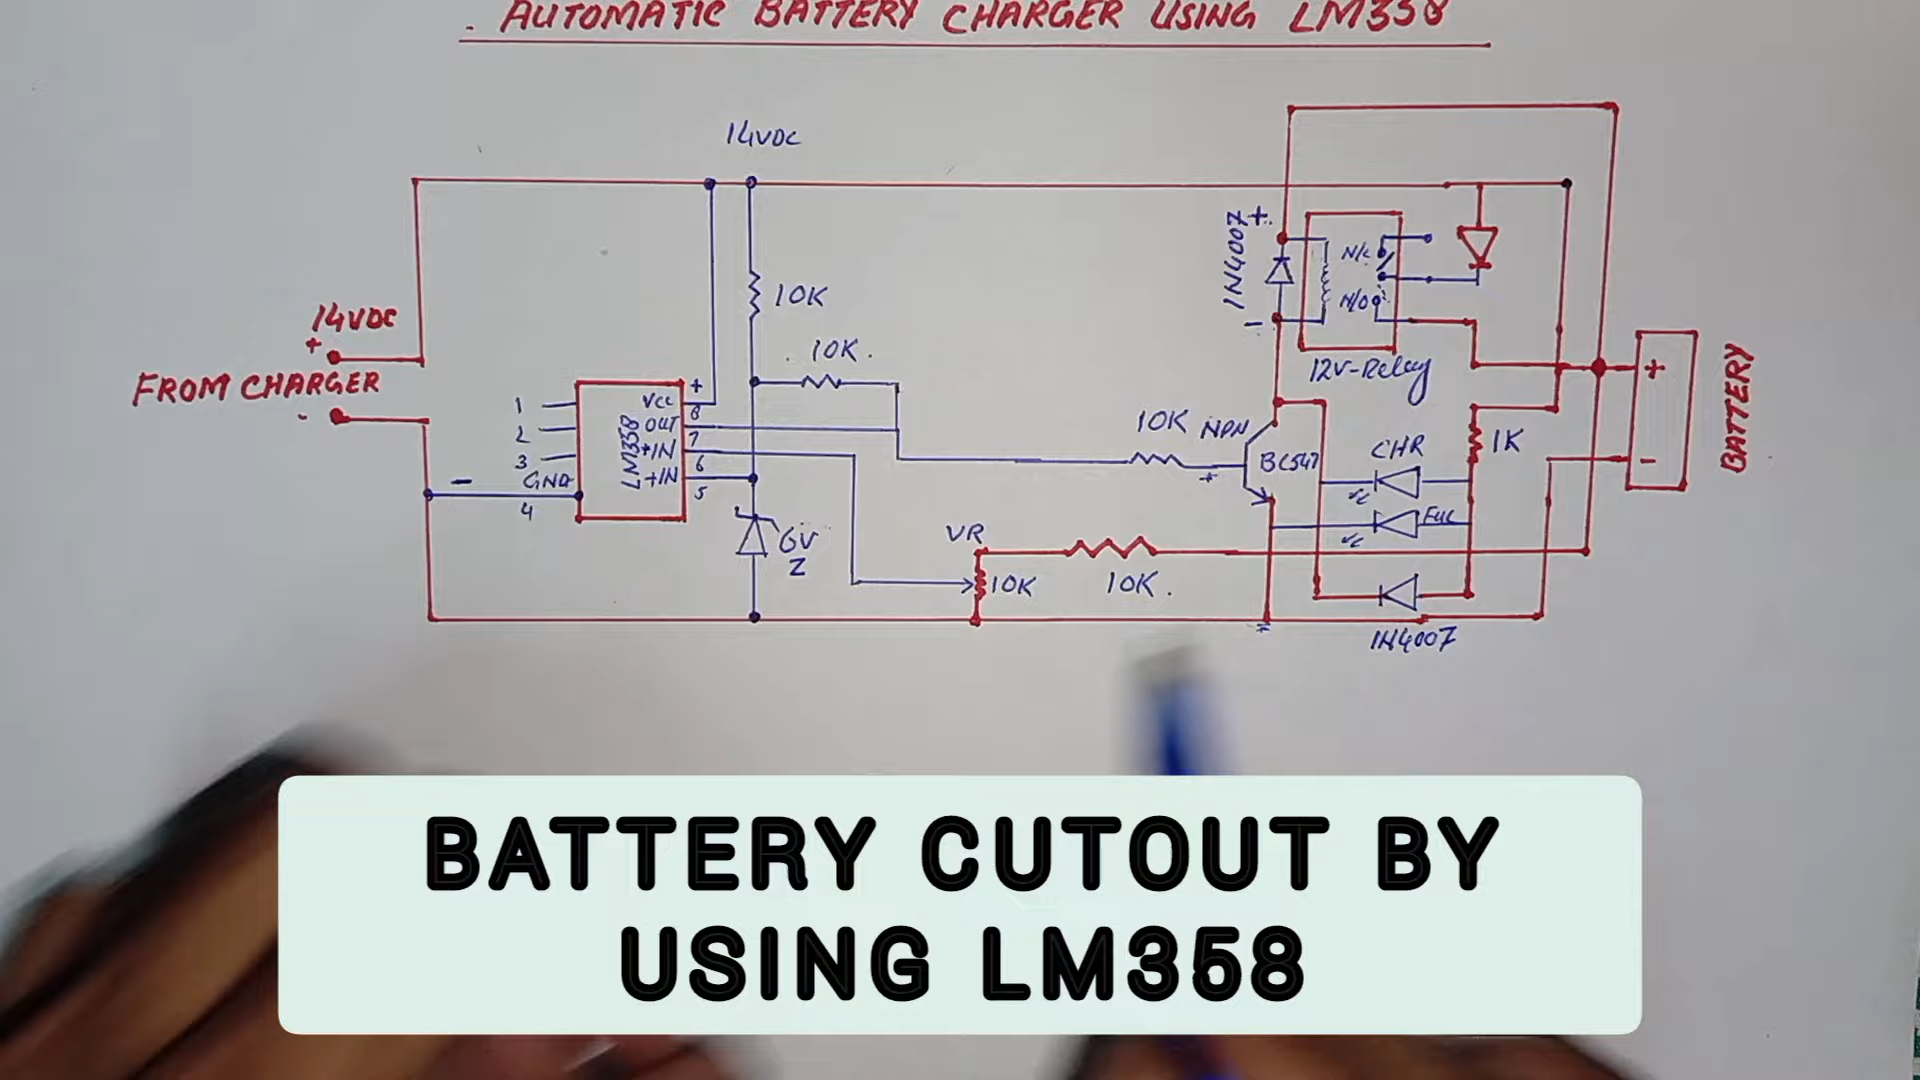 . AUTOMATIC BATTERY CHARGER USING LM358
14VDC
10K
. 10K .
14VDC
+
FROM CHARGER
-
1
2
3
GND
4
-
LM358
+
VCC
8
OUT
7
+IN
6
+IN
5
6V
Z
VR
10K
10K .
10K
NPN
BC547
+
1N4007
+
-
N/C
N/O
12V-Relay
CHR
1K
1N4007
+
-
BATTERY
BATTERY CUTOUT BY
USING LM358